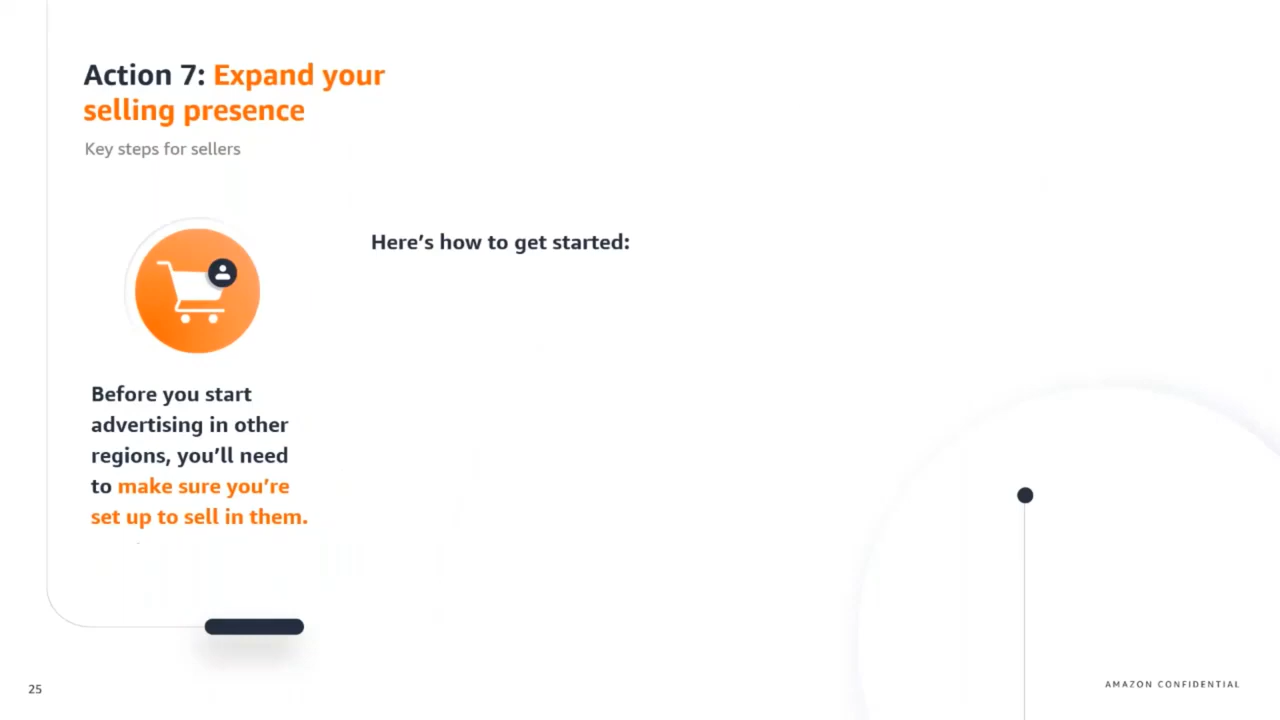 Action 7: Expand your
selling presence
Key steps for sellers
Here’s how to get started:
Before you start
advertising in other
regions, you’ll need
to make sure you’re
set up to sell in them.
25
AMAZON CONFIDENTIAL